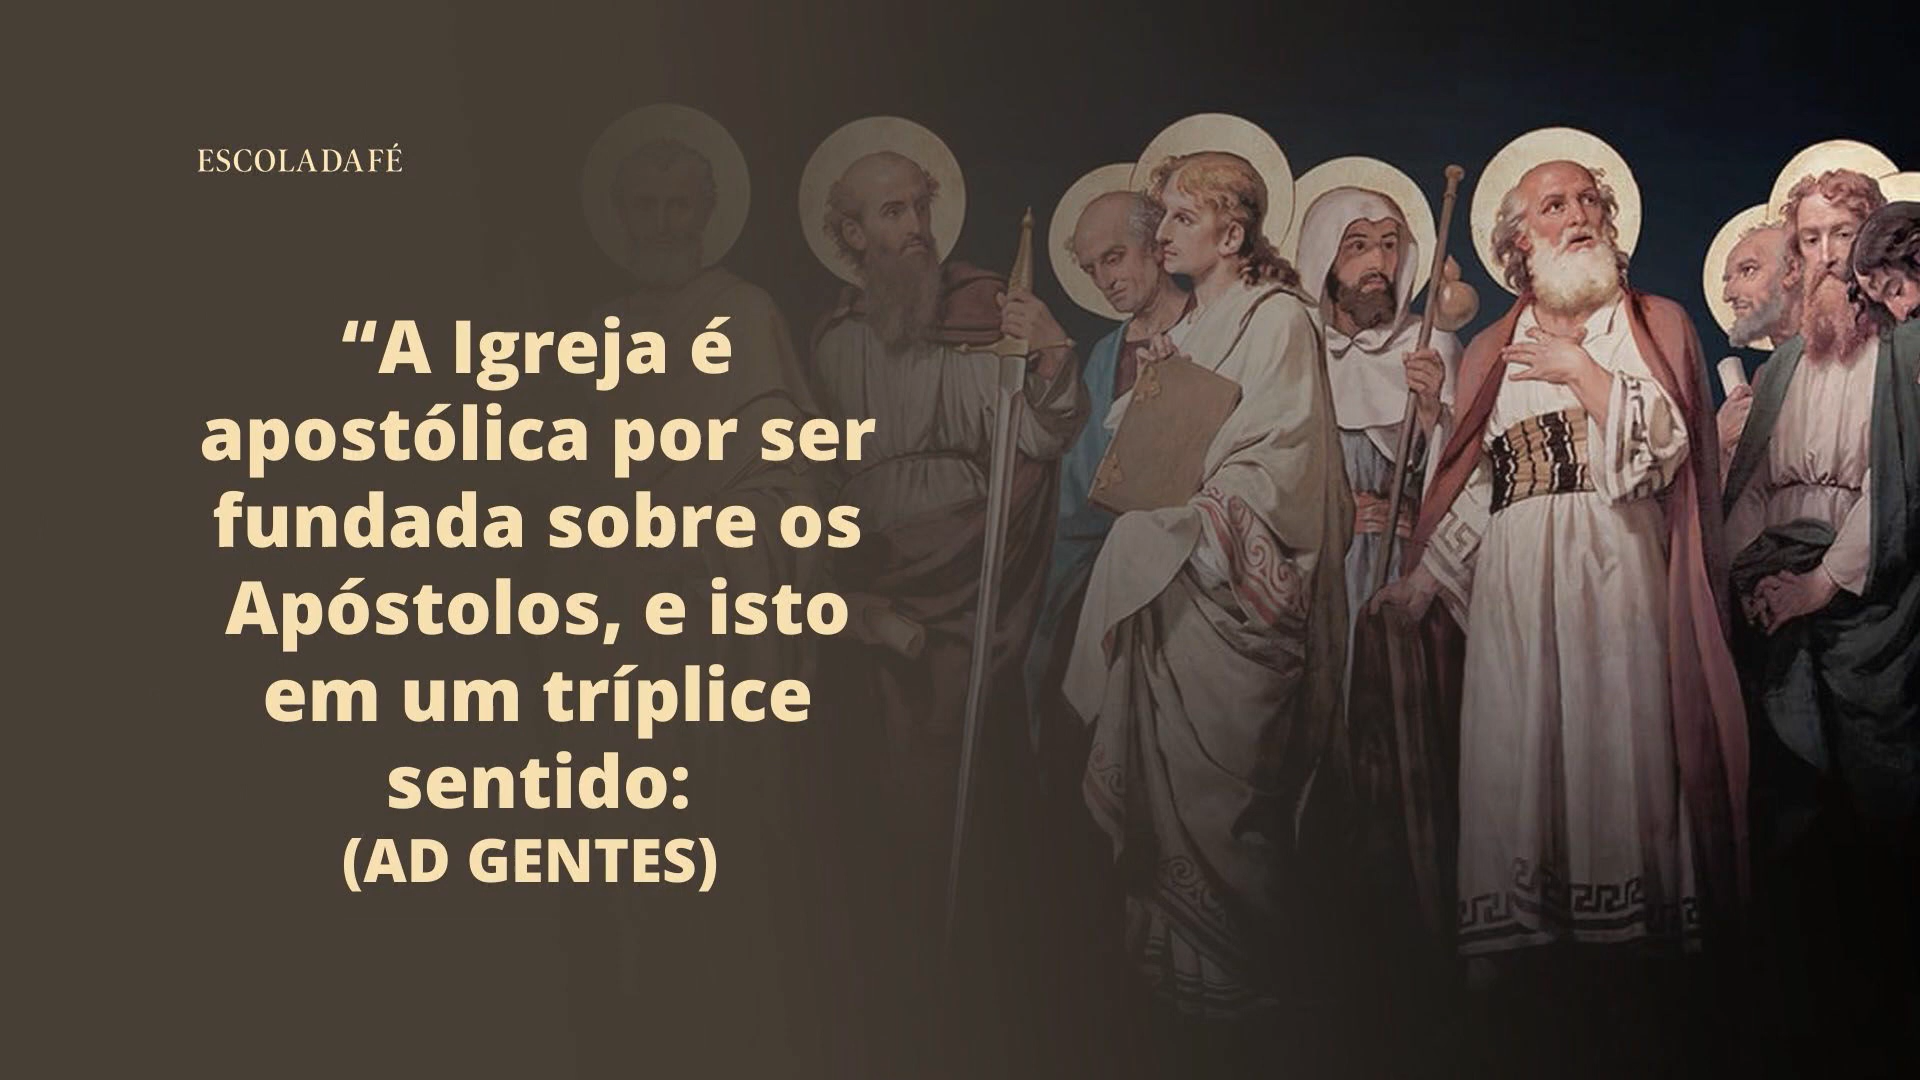 ESCOLADAFÉ
“A Igreja é
apostólica por ser
fundada sobre os
Apóstolos, e isto
em um tríplice
sentido:
(AD GENTES)